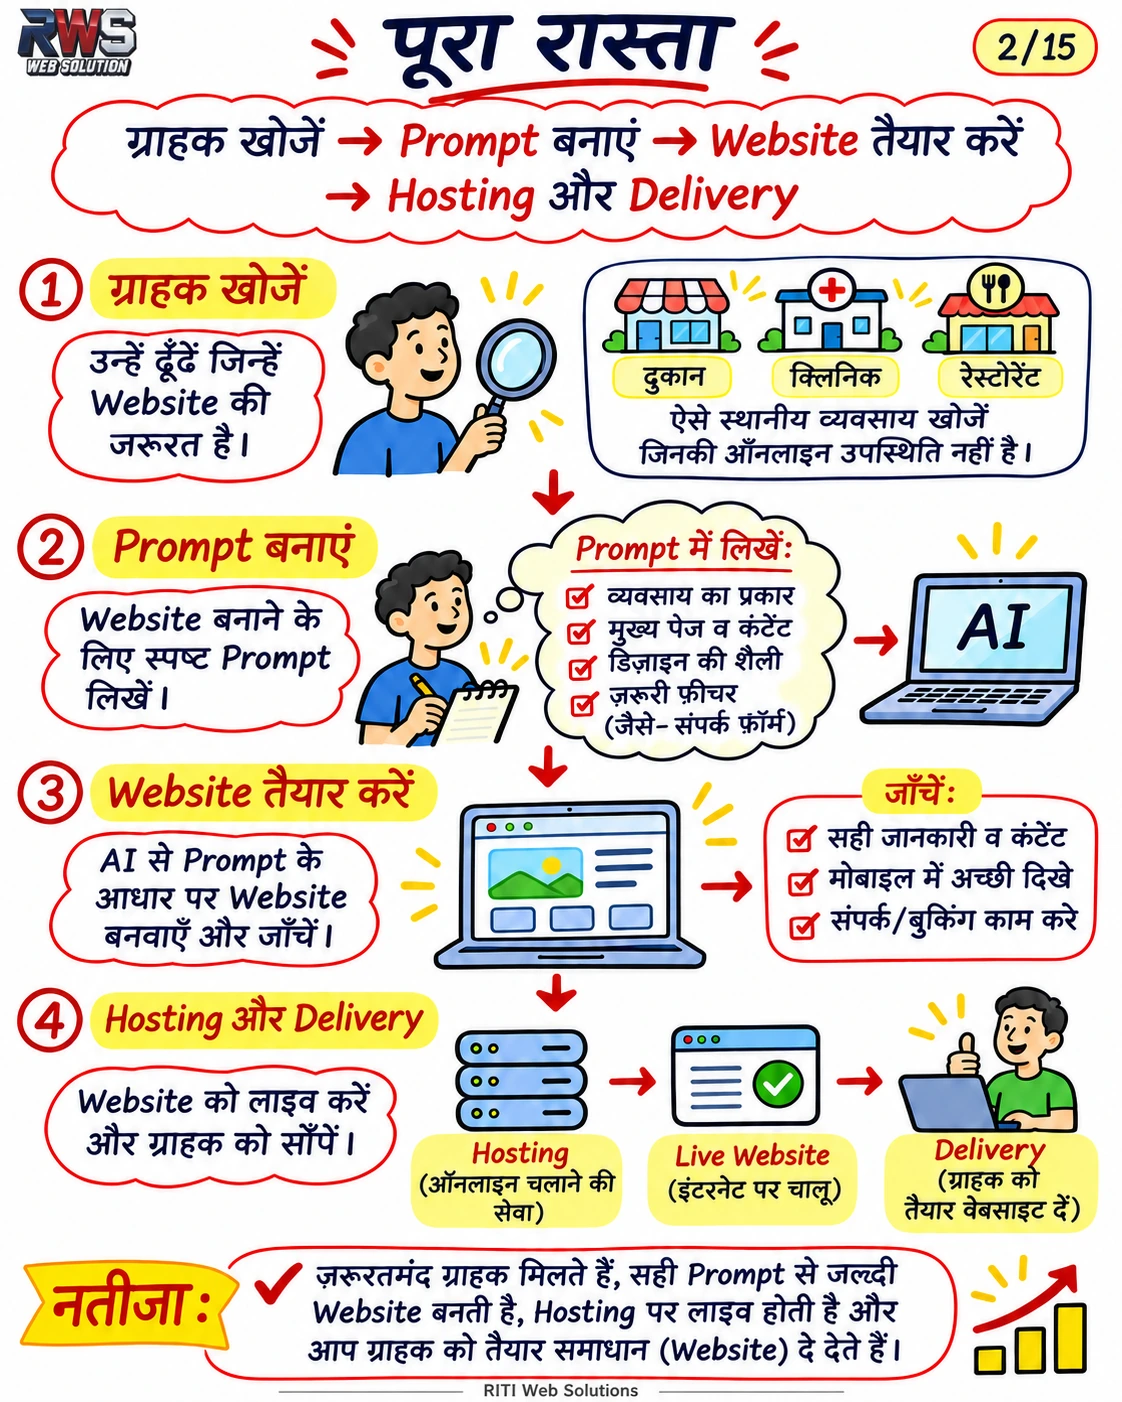 RWS
WEB SOLUTION
पूरा रास्ता
2/15
ग्राहक खोजें → Prompt बनाएं → Website तैयार करें
→ Hosting और Delivery
1 ग्राहक खोजें
उन्हें ढूँढें जिन्हें
Website की
जरूरत है।
दुकान
क्लिनिक
रेस्टोरेंट
ऐसे स्थानीय व्यवसाय खोजें
जिनकी ऑनलाइन उपस्थिति नहीं है।
2 Prompt बनाएं
Website बनाने के
लिए स्पष्ट Prompt
लिखें।
Prompt में लिखें:
व्यवसाय का प्रकार
मुख्य पेज व कंटेंट
डिज़ाइन की शैली
ज़रूरी फ़ीचर
(जैसे- संपर्क फ़ॉर्म)
AI
3 Website तैयार करें
AI से Prompt के
आधार पर Website
बनवाएँ और जाँचें।
जाँचें:
सही जानकारी व कंटेंट
मोबाइल में अच्छी दिखे
संपर्क/बुकिंग काम करे
4 Hosting और Delivery
Website को लाइव करें
और ग्राहक को सौंपें।
Hosting
(ऑनलाइन चलाने की
सेवा)
Live Website
(इंटरनेट पर चालू)
Delivery
(ग्राहक को
तैयार वेबसाइट दें)
नतीजा:
ज़रूरतमंद ग्राहक मिलते हैं, सही Prompt से जल्दी
Website बनती है, Hosting पर लाइव होती है और
आप ग्राहक को तैयार समाधान (Website) दे देते हैं।
RITI Web Solutions